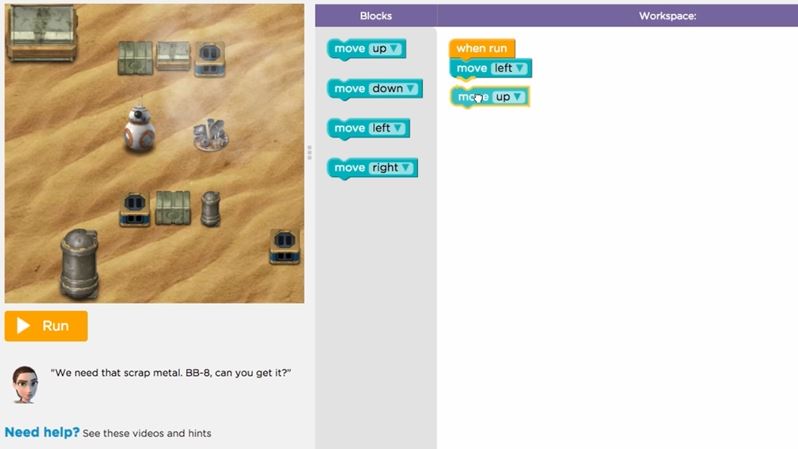 Blocks
Workspace:
move up
move down
move left
move right
when run
move left
move up
Run
"We need that scrap metal. BB-8, can you get it?"
Need help? See these videos and hints